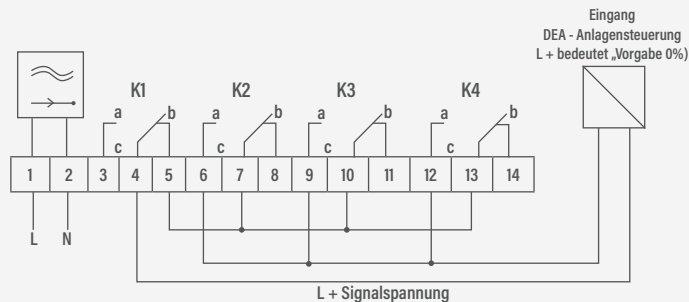 Eingang
DEA - Anlagensteuerung
L + bedeutet „Vorgabe 0%)
K1 K2 K3 K4
a b a b a b a b
c c c c
1 2 3 4 5 6 7 8 9 10 11 12 13 14
L N
L + Signalspannung